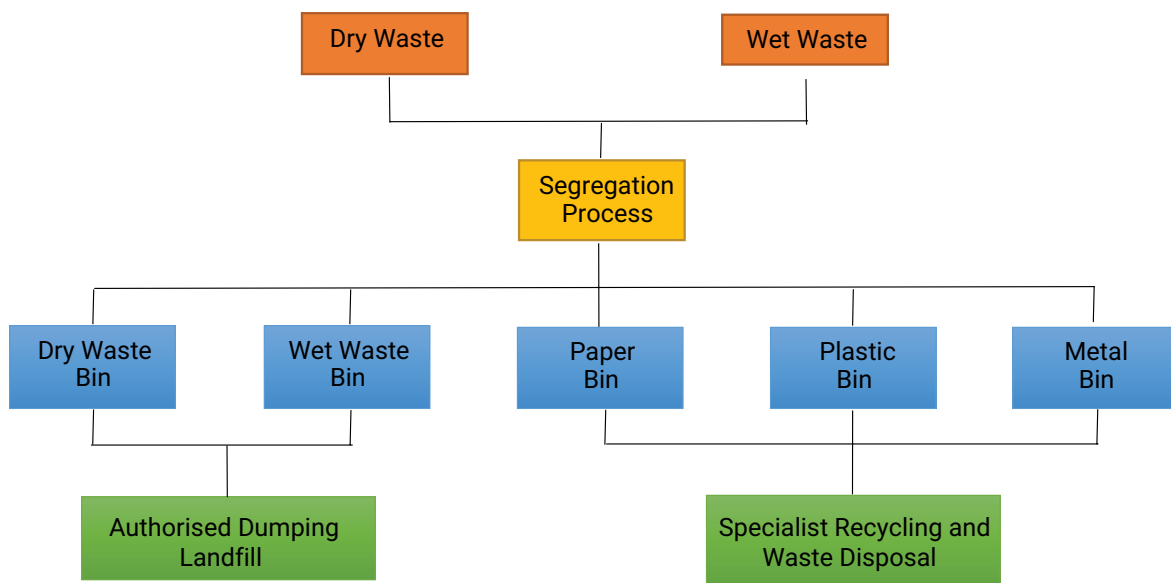 Dry Waste
Wet Waste
Segregation
Process
Dry Waste
Bin
Wet Waste
Bin
Paper
Bin
Plastic
Bin
Metal
Bin
Authorised Dumping
Landfill
Specialist Recycling and
Waste Disposal